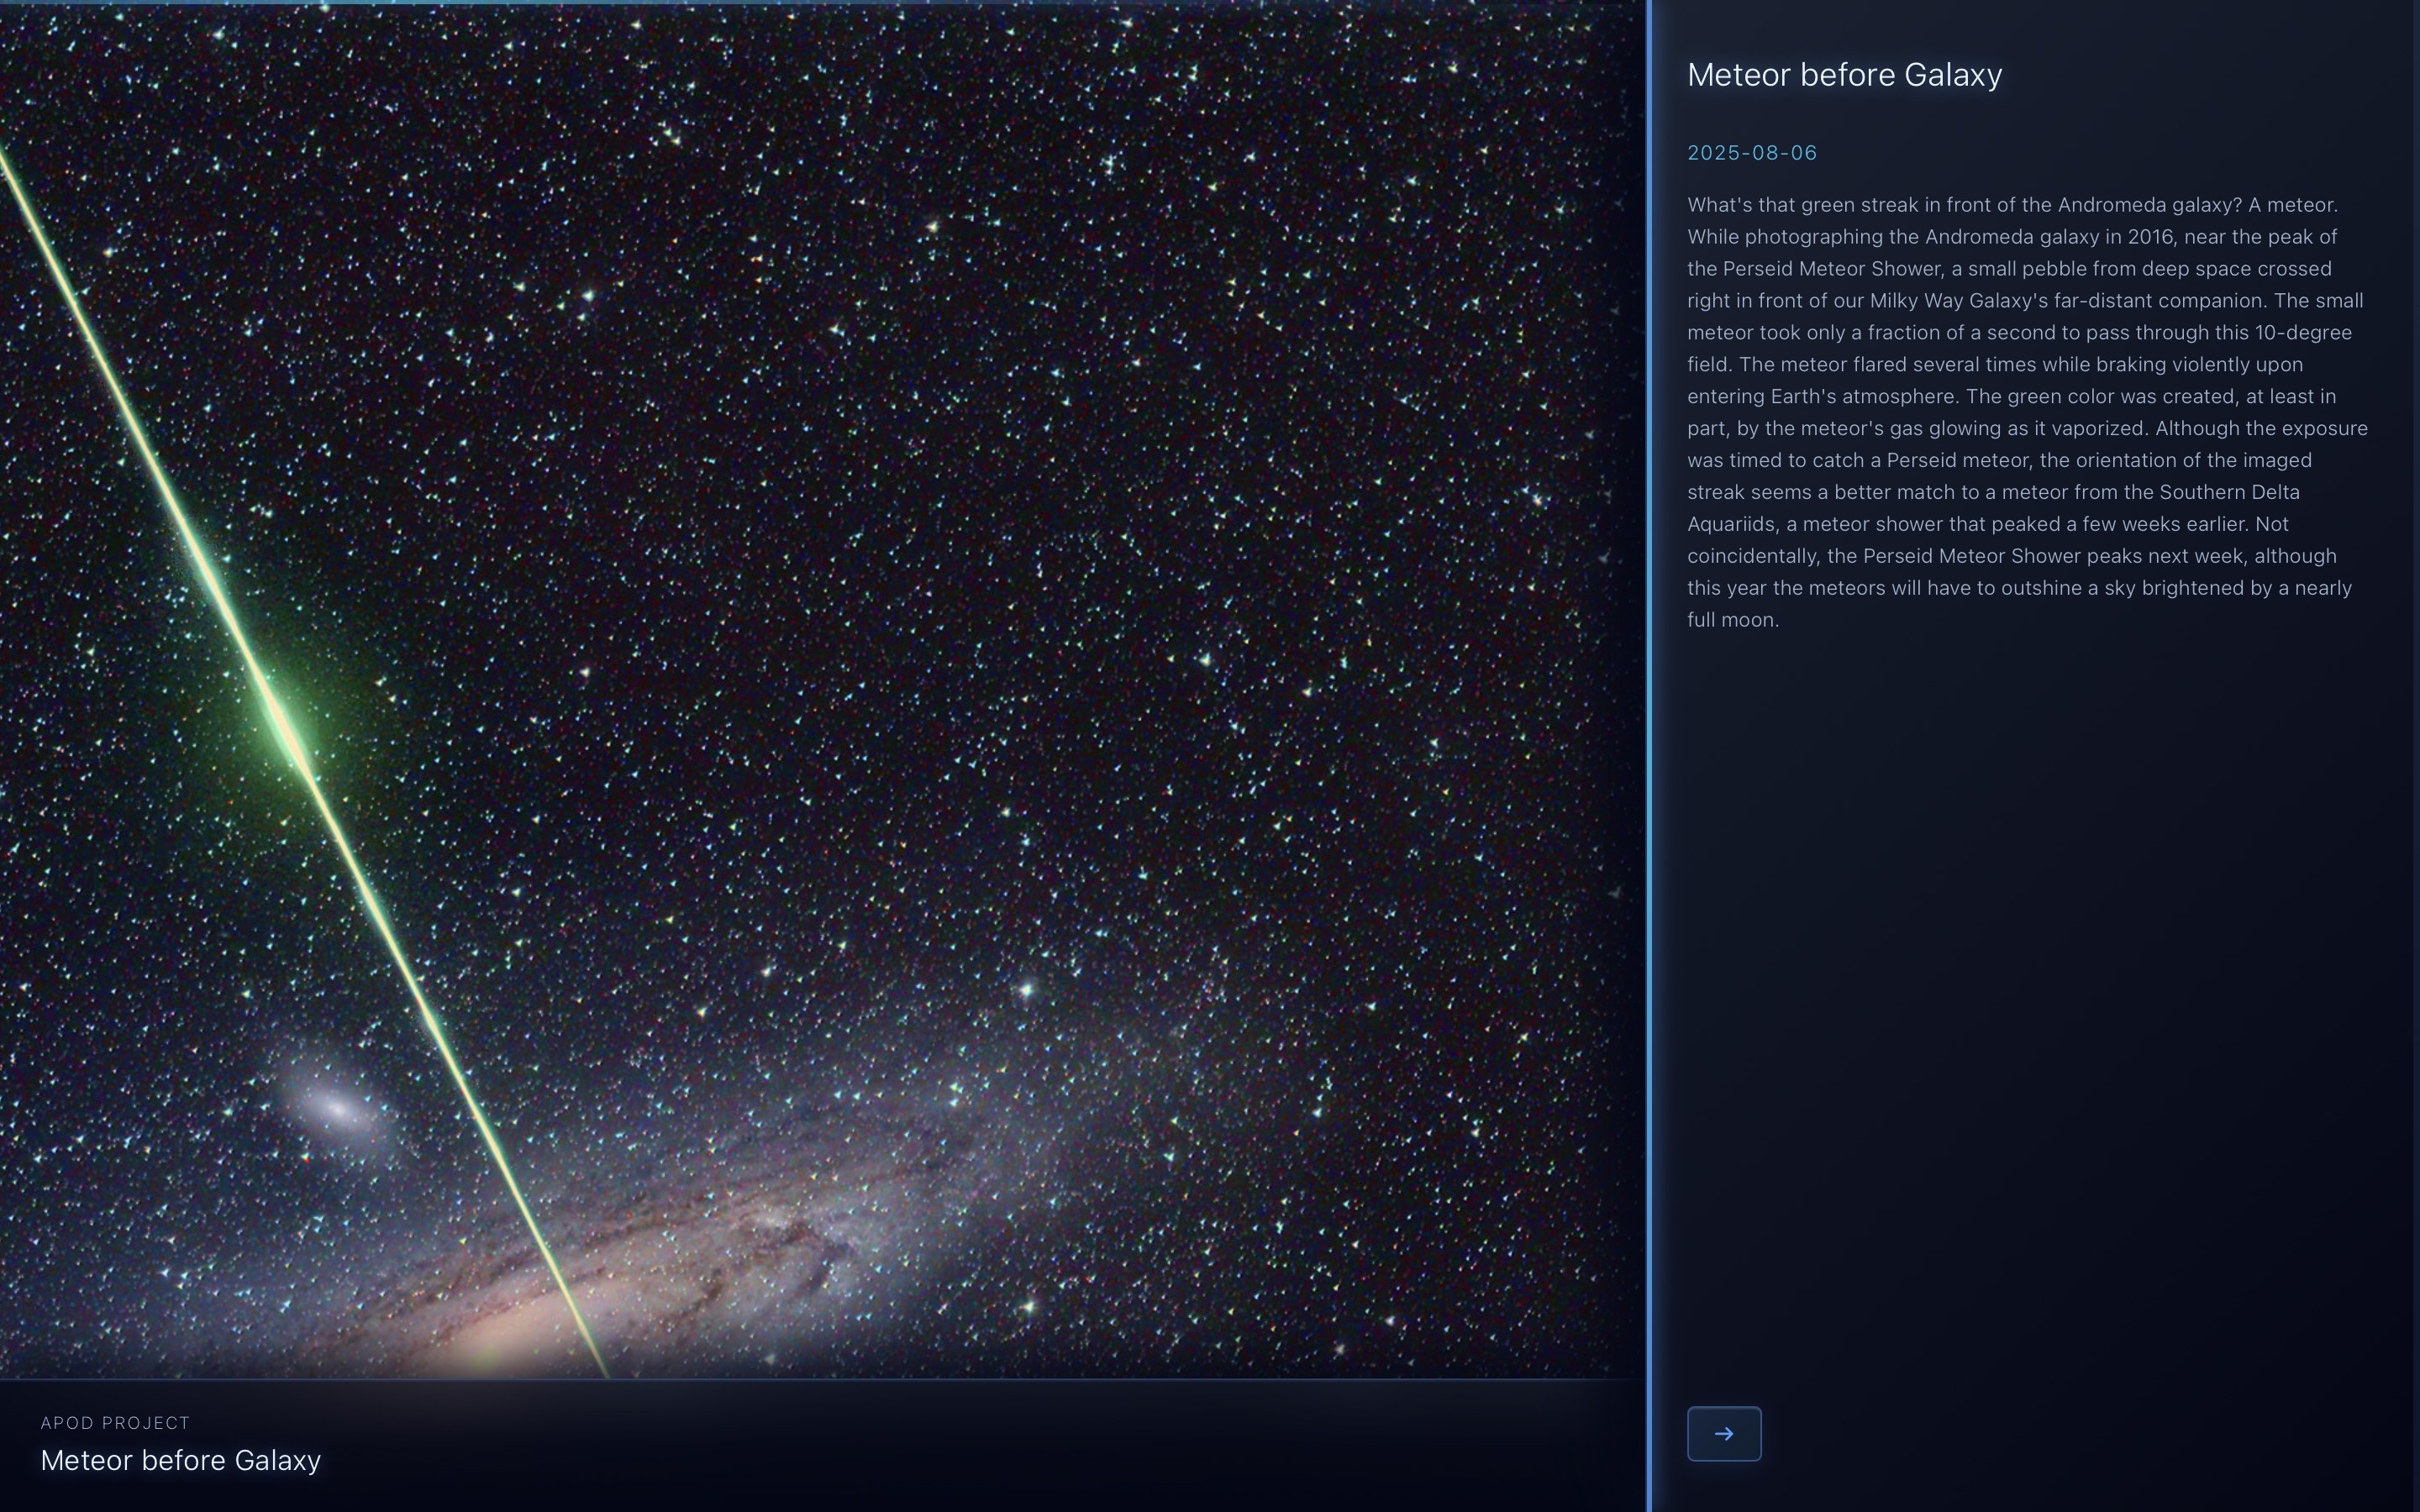 Meteor before Galaxy
2025-08-06
What's that green streak in front of the Andromeda galaxy? A meteor.
While photographing the Andromeda galaxy in 2016, near the peak of
the Perseid Meteor Shower, a small pebble from deep space crossed
right in front of our Milky Way Galaxy's far-distant companion. The small
meteor took only a fraction of a second to pass through this 10-degree
field. The meteor flared several times while braking violently upon
entering Earth's atmosphere. The green color was created, at least in
part, by the meteor's gas glowing as it vaporized. Although the exposure
was timed to catch a Perseid meteor, the orientation of the imaged
streak seems a better match to a meteor from the Southern Delta
Aquariids, a meteor shower that peaked a few weeks earlier. Not
coincidentally, the Perseid Meteor Shower peaks next week, although
this year the meteors will have to outshine a sky brightened by a nearly
full moon.
APOD PROJECT
Meteor before Galaxy